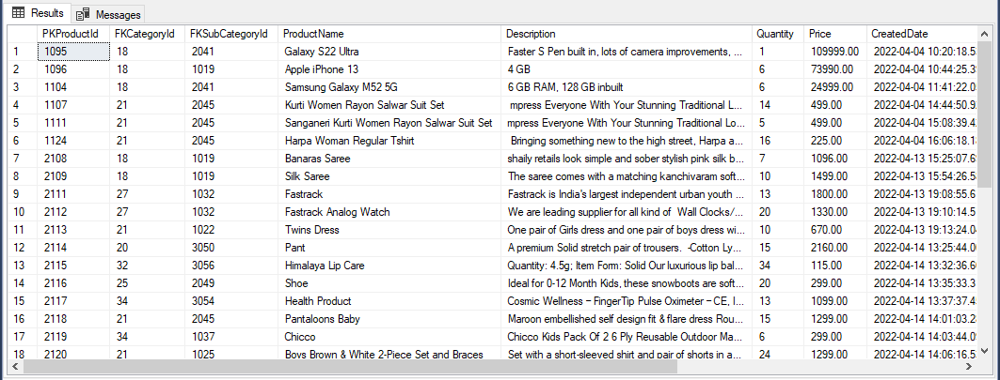 Results Messages
PKProductId FKCategoryId FKSubCategoryId ProductName Description Quantity Price CreatedDate
1 1095 18 2041 Galaxy S22 Ultra Faster S Pen built in, lots of camera improvements, ... 1 109999.00 2022-04-04 10:20:18.5
2 1096 18 1019 Apple iPhone 13 4 GB 6 73990.00 2022-04-04 10:44:25.3
3 1104 18 2041 Samsung Galaxy M52 5G 6 GB RAM, 128 GB inbuilt 6 24999.00 2022-04-04 11:41:22.0
4 1107 21 2045 Kurti Women Rayon Salwar Suit Set mpress Everyone With Your Stunning Traditional L... 14 499.00 2022-04-04 14:44:50.9
5 1111 21 2045 Sanganeri Kurti Women Rayon Salwar Suit Set mpress Everyone With Your Stunning Traditional Lo... 5 499.00 2022-04-04 15:08:39.4
6 1124 21 2045 Harpa Woman Regular Tshirt Bringing something new to the high street, Harpa a... 16 225.00 2022-04-04 16:06:18.1
7 2108 18 1019 Banaras Saree shaily retails look simple and sober stylish pink silk b... 7 1096.00 2022-04-13 15:25:07.6
8 2109 18 1019 Silk Saree The saree comes with a matching kanchivaram soft... 10 1499.00 2022-04-13 15:54:26.5
9 2111 27 1032 Fastrack Fastrack is India's largest independent urban youth ... 13 1800.00 2022-04-13 19:08:55.6
10 2112 27 1032 Fastrack Analog Watch We are leading supplier for all kind of Wall Clocks/... 20 1330.00 2022-04-13 19:10:14.5
11 2113 21 1022 Twins Dress One pair of Girls dress and one pair of boys dress wi... 10 670.00 2022-04-13 19:13:24.0
12 2114 20 3050 Pant A premium Solid stretch pair of trousers. -Cotton Ly... 15 2160.00 2022-04-14 13:25:44.0
13 2115 32 3056 Himalaya Lip Care Quantity: 4.5g; Item Form: Solid Our luxurious lip bal... 34 115.00 2022-04-14 13:32:36.6
14 2116 25 2049 Shoe Ideal for 0-12 Month Kids, these snowboots are soft... 20 299.00 2022-04-14 13:35:33.3
15 2117 34 3054 Health Product Cosmic Wellness – FingerTip Pulse Oximeter – CE, I... 13 1099.00 2022-04-14 13:37:37.4
16 2118 21 2045 Pantaloons Baby Maroon embellished self design fit & flare dress Rou... 15 1299.00 2022-04-14 14:01:03.2
17 2119 34 1037 Chicco Chicco Kids Pack Of 2 6 Ply Reusable Outdoor Ma... 6 299.00 2022-04-14 14:03:44.0
18 2120 21 1025 Boys Brown & White 2-Piece Set and Braces Set with a short-sleeved shirt and pair of shorts in a... 24 1299.00 2022-04-14 14:06:16.5